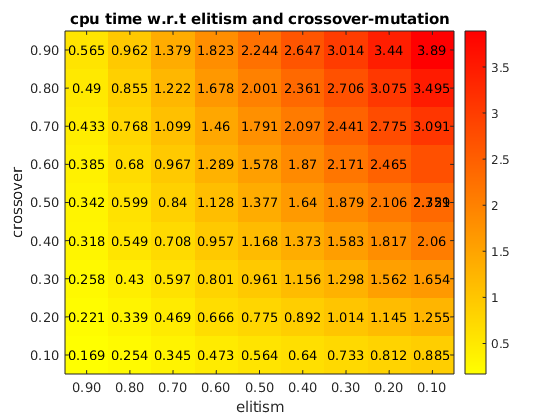 cpu time w.r.t elitism and crossover-mutation
0.90 0.565 0.962 1.379 1.823 2.244 2.647 3.014 3.44 3.89
0.80 0.49 0.855 1.222 1.678 2.001 2.361 2.706 3.075 3.495
0.70 0.433 0.768 1.099 1.46 1.791 2.097 2.441 2.775 3.091
0.60 0.385 0.68 0.967 1.289 1.578 1.87 2.171 2.465
0.50 0.342 0.599 0.84 1.128 1.377 1.64 1.879 2.106
0.40 0.318 0.549 0.708 0.957 1.168 1.373 1.583 1.817 2.06
0.30 0.258 0.43 0.597 0.801 0.961 1.156 1.298 1.562 1.654
0.20 0.221 0.339 0.469 0.666 0.775 0.892 1.014 1.145 1.255
0.10 0.169 0.254 0.345 0.473 0.564 0.64 0.733 0.812 0.885
0.90 0.80 0.70 0.60 0.50 0.40 0.30 0.20 0.10
elitism
crossover
3.5
3
2.5
2
1.5
1
0.5